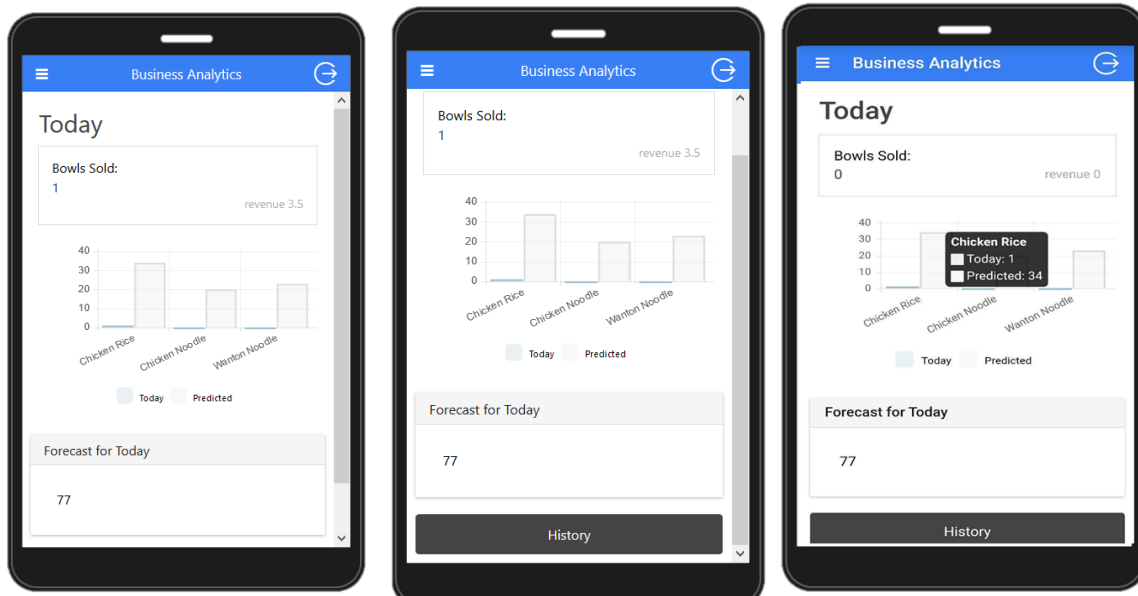 Business Analytics
Today
Bowls Sold:
1
revenue 3.5
40
30
20
10
0
Chicken Rice
Chicken Noodle
Wanton Noodle
Today
Predicted
Forecast for Today
77
Business Analytics
Bowls Sold:
1
revenue 3.5
40
30
20
10
0
Chicken Rice
Chicken Noodle
Wanton Noodle
Today
Predicted
Forecast for Today
77
History
Business Analytics
Today
Bowls Sold:
0
revenue 0
40
30
20
10
0
Chicken Rice
Today: 1
Predicted: 34
Chicken Rice
Chicken Noodle
Wanton Noodle
Today
Predicted
Forecast for Today
77
History